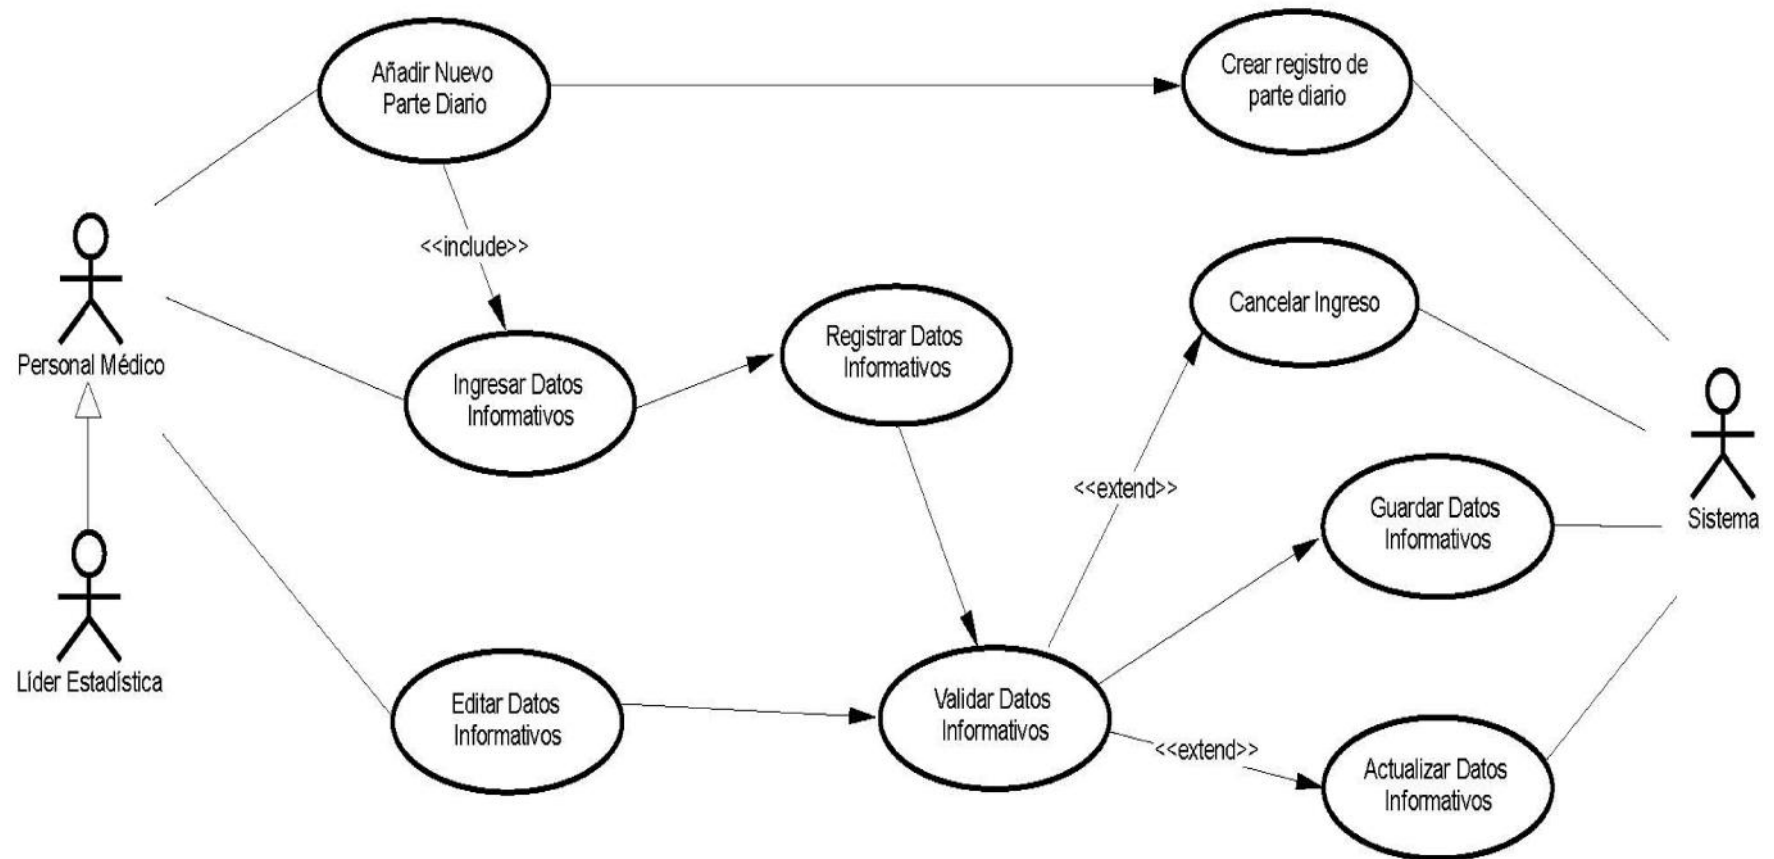 Añadir Nuevo
Parte Diario
Crear registro de
parte diario
<<include>>
Cancelar Ingreso
Registrar Datos
Informativos
Personal Médico
Ingresar Datos
Informativos
<<extend>>
Guardar Datos
Informativos
Sistema
Líder Estadística
Editar Datos
Informativos
Validar Datos
Informativos
<<extend>>
Actualizar Datos
Informativos